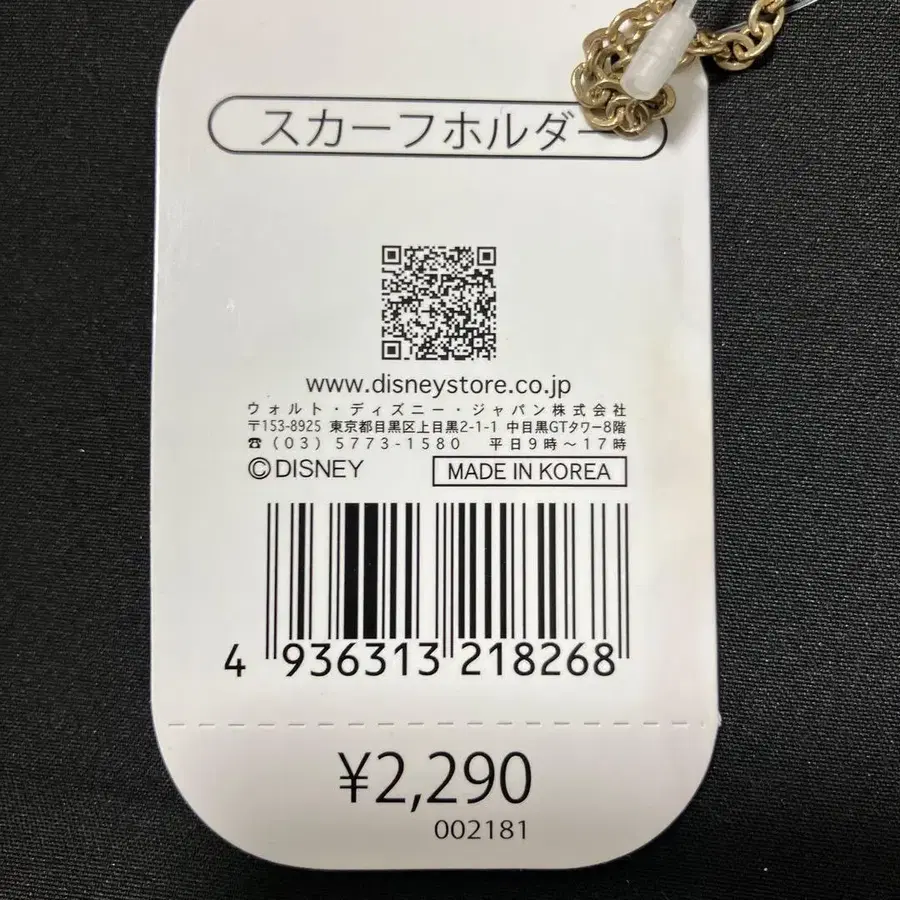 スカーフホルダー
www.disneystore.co.jp
ウォルト・ディズニー・ジャパン株式会社
〒153-8925 東京都目黒区上目黒2-1-1 中目黒GTタワー8階
☎(03)5773-1580 平日9時～17時
©DISNEY MADE IN KOREA
4 936313 218268
¥2,290
002181